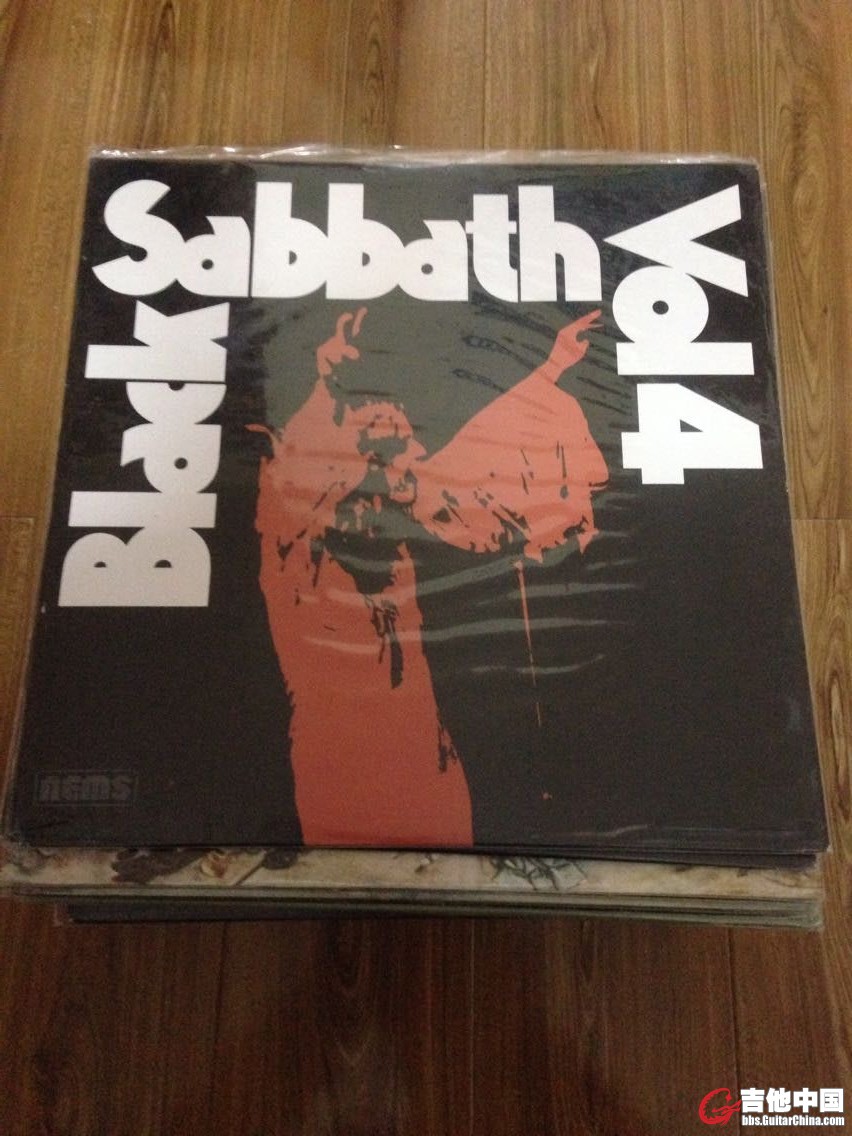 Black
Sabbath
Vol 4
nems
吉他中国
bbs.GuitarChina.com